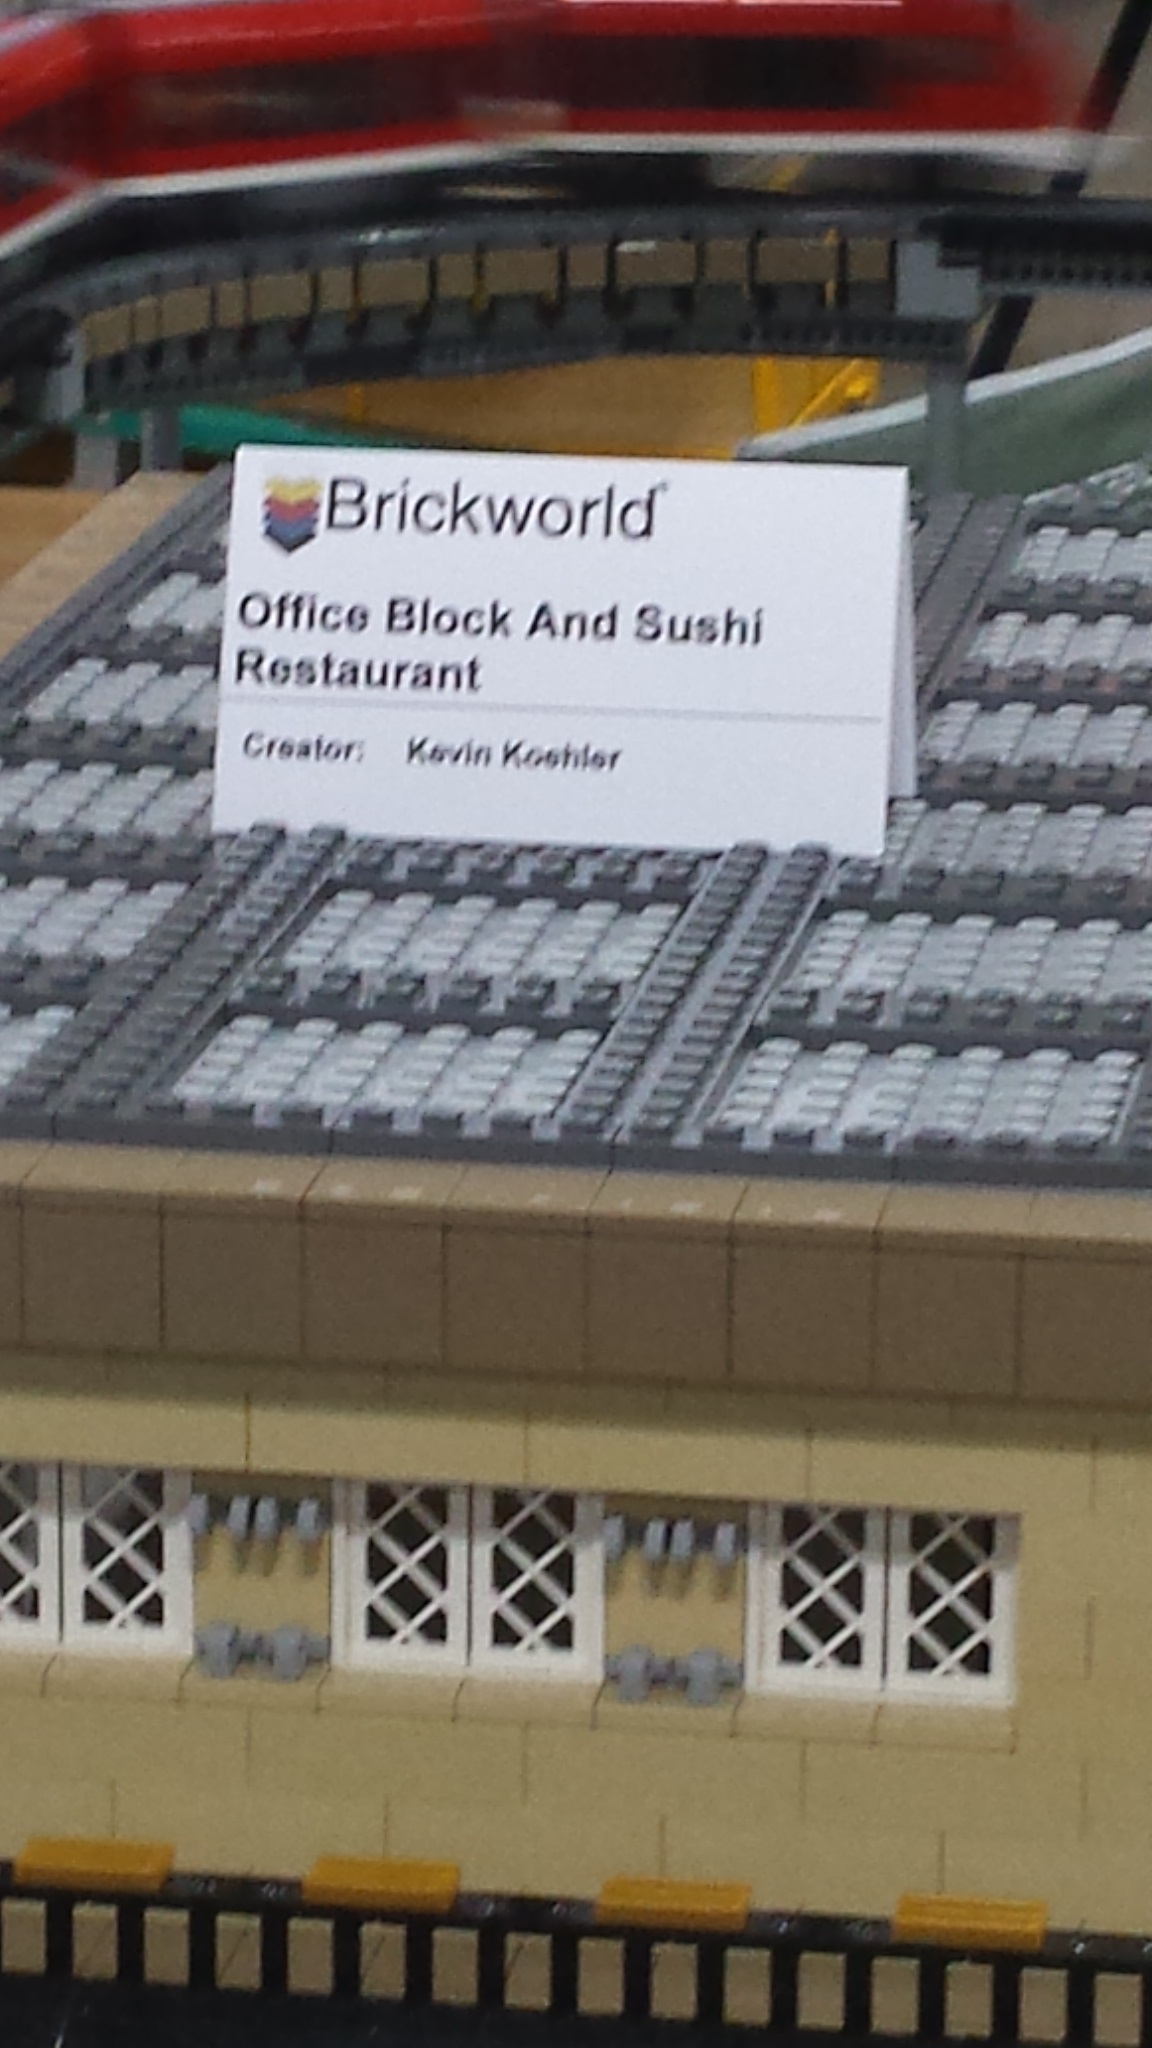 Brickworld
Office Block And Sushi
Restaurant
Creator: Kevin Koehler